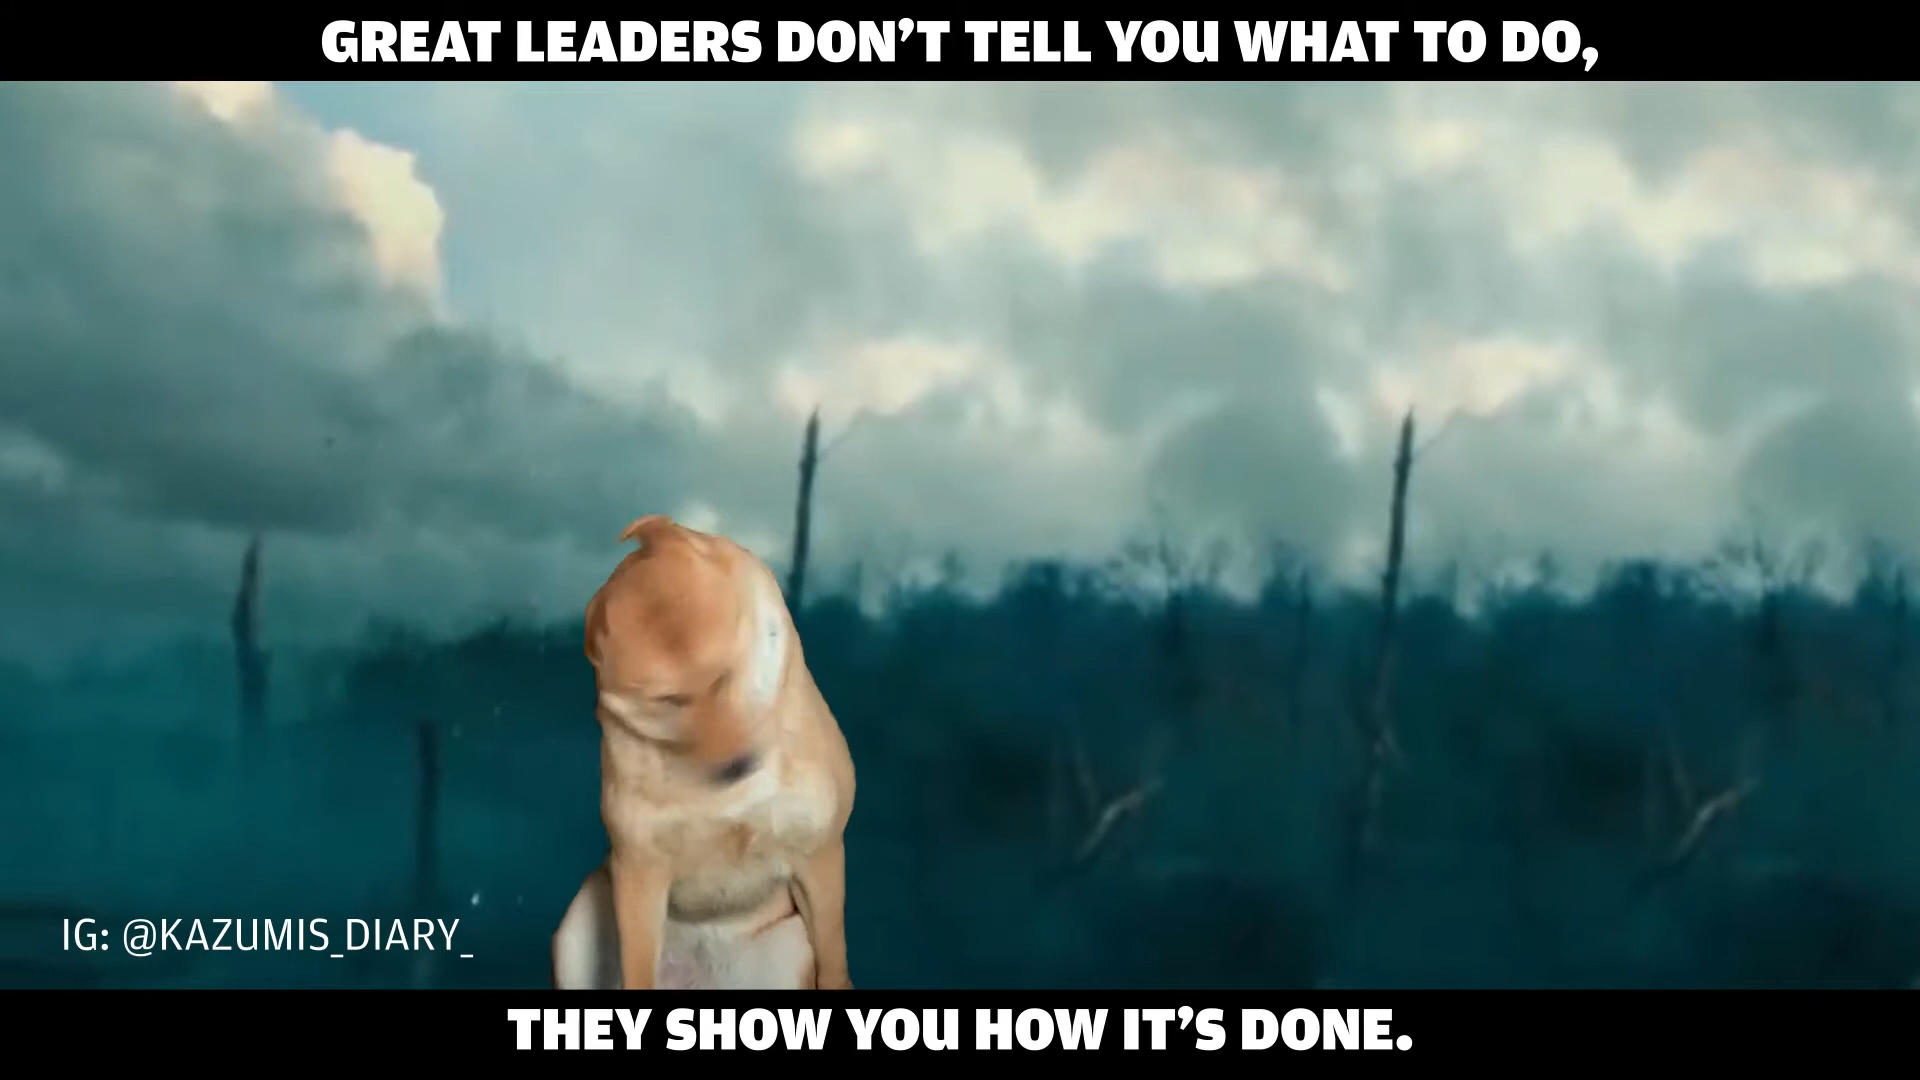 GREAT LEADERS DON'T TELL YOU WHAT TO DO,
IG: @KAZUMIS_DIARY_
THEY SHOW YOU HOW IT'S DONE.